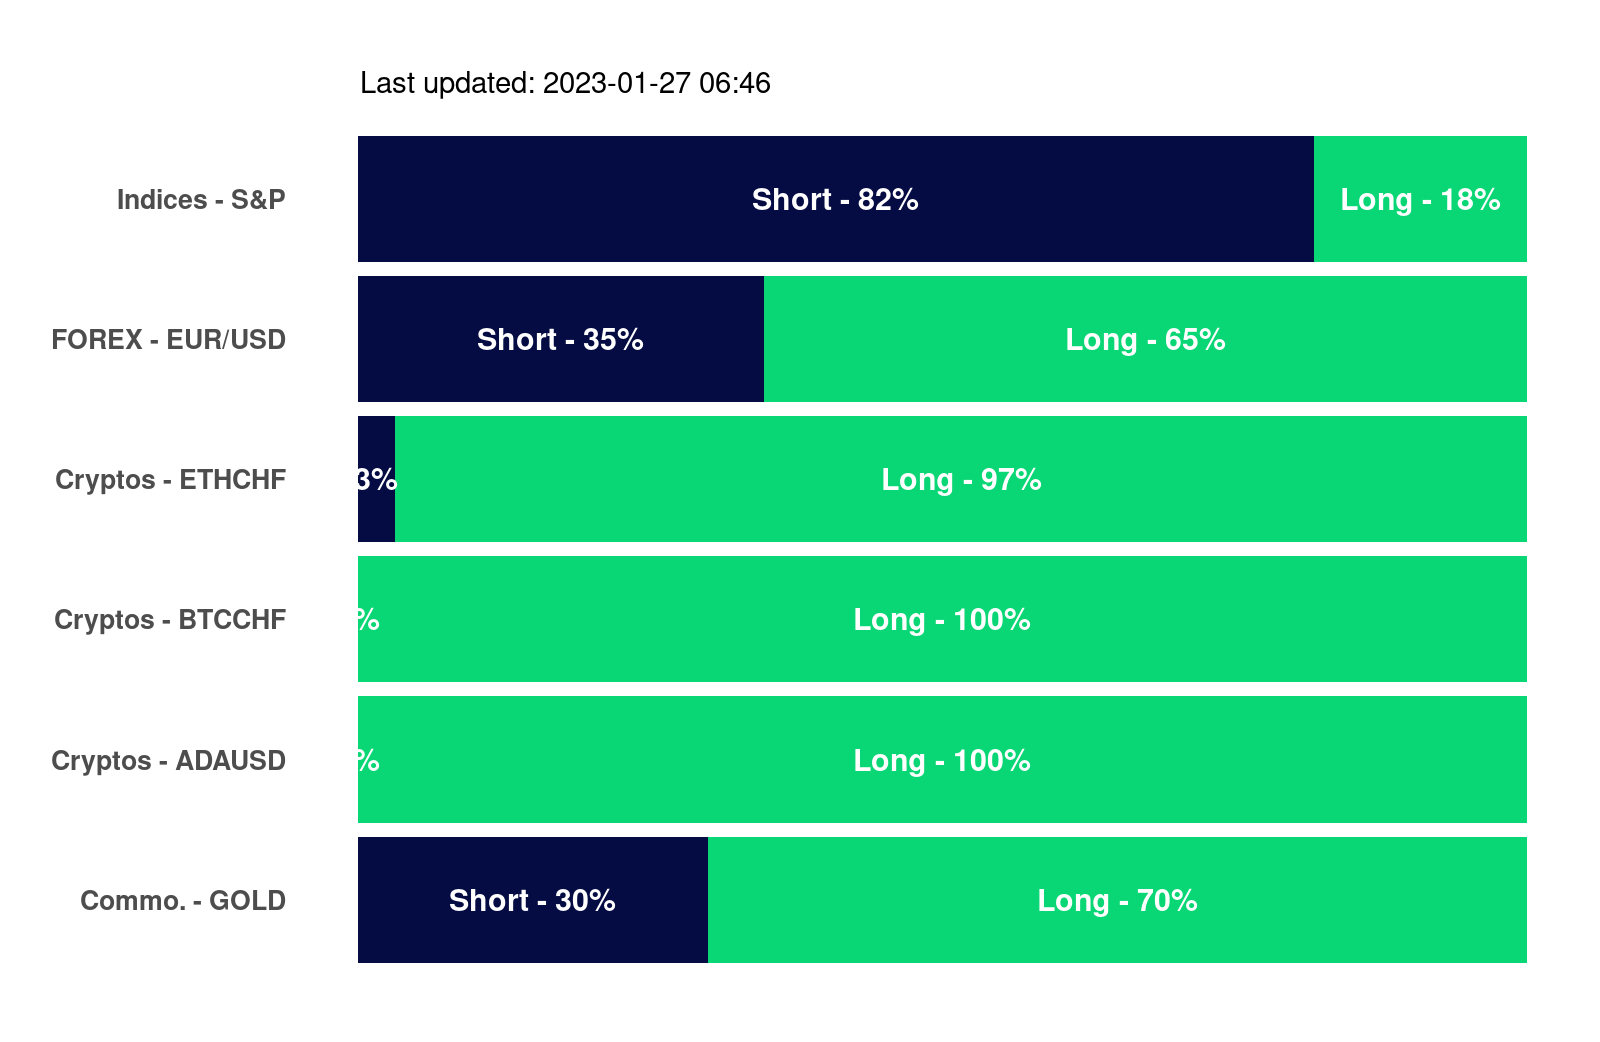 Last updated: 2023-01-27 06:46
Indices - S&P Short - 82% Long - 18%
FOREX - EUR/USD Short - 35% Long - 65%
Cryptos - ETHCHF 3% Long - 97%
Cryptos - BTCCHF % Long - 100%
Cryptos - ADAUSD % Long - 100%
Commo. - GOLD Short - 30% Long - 70%